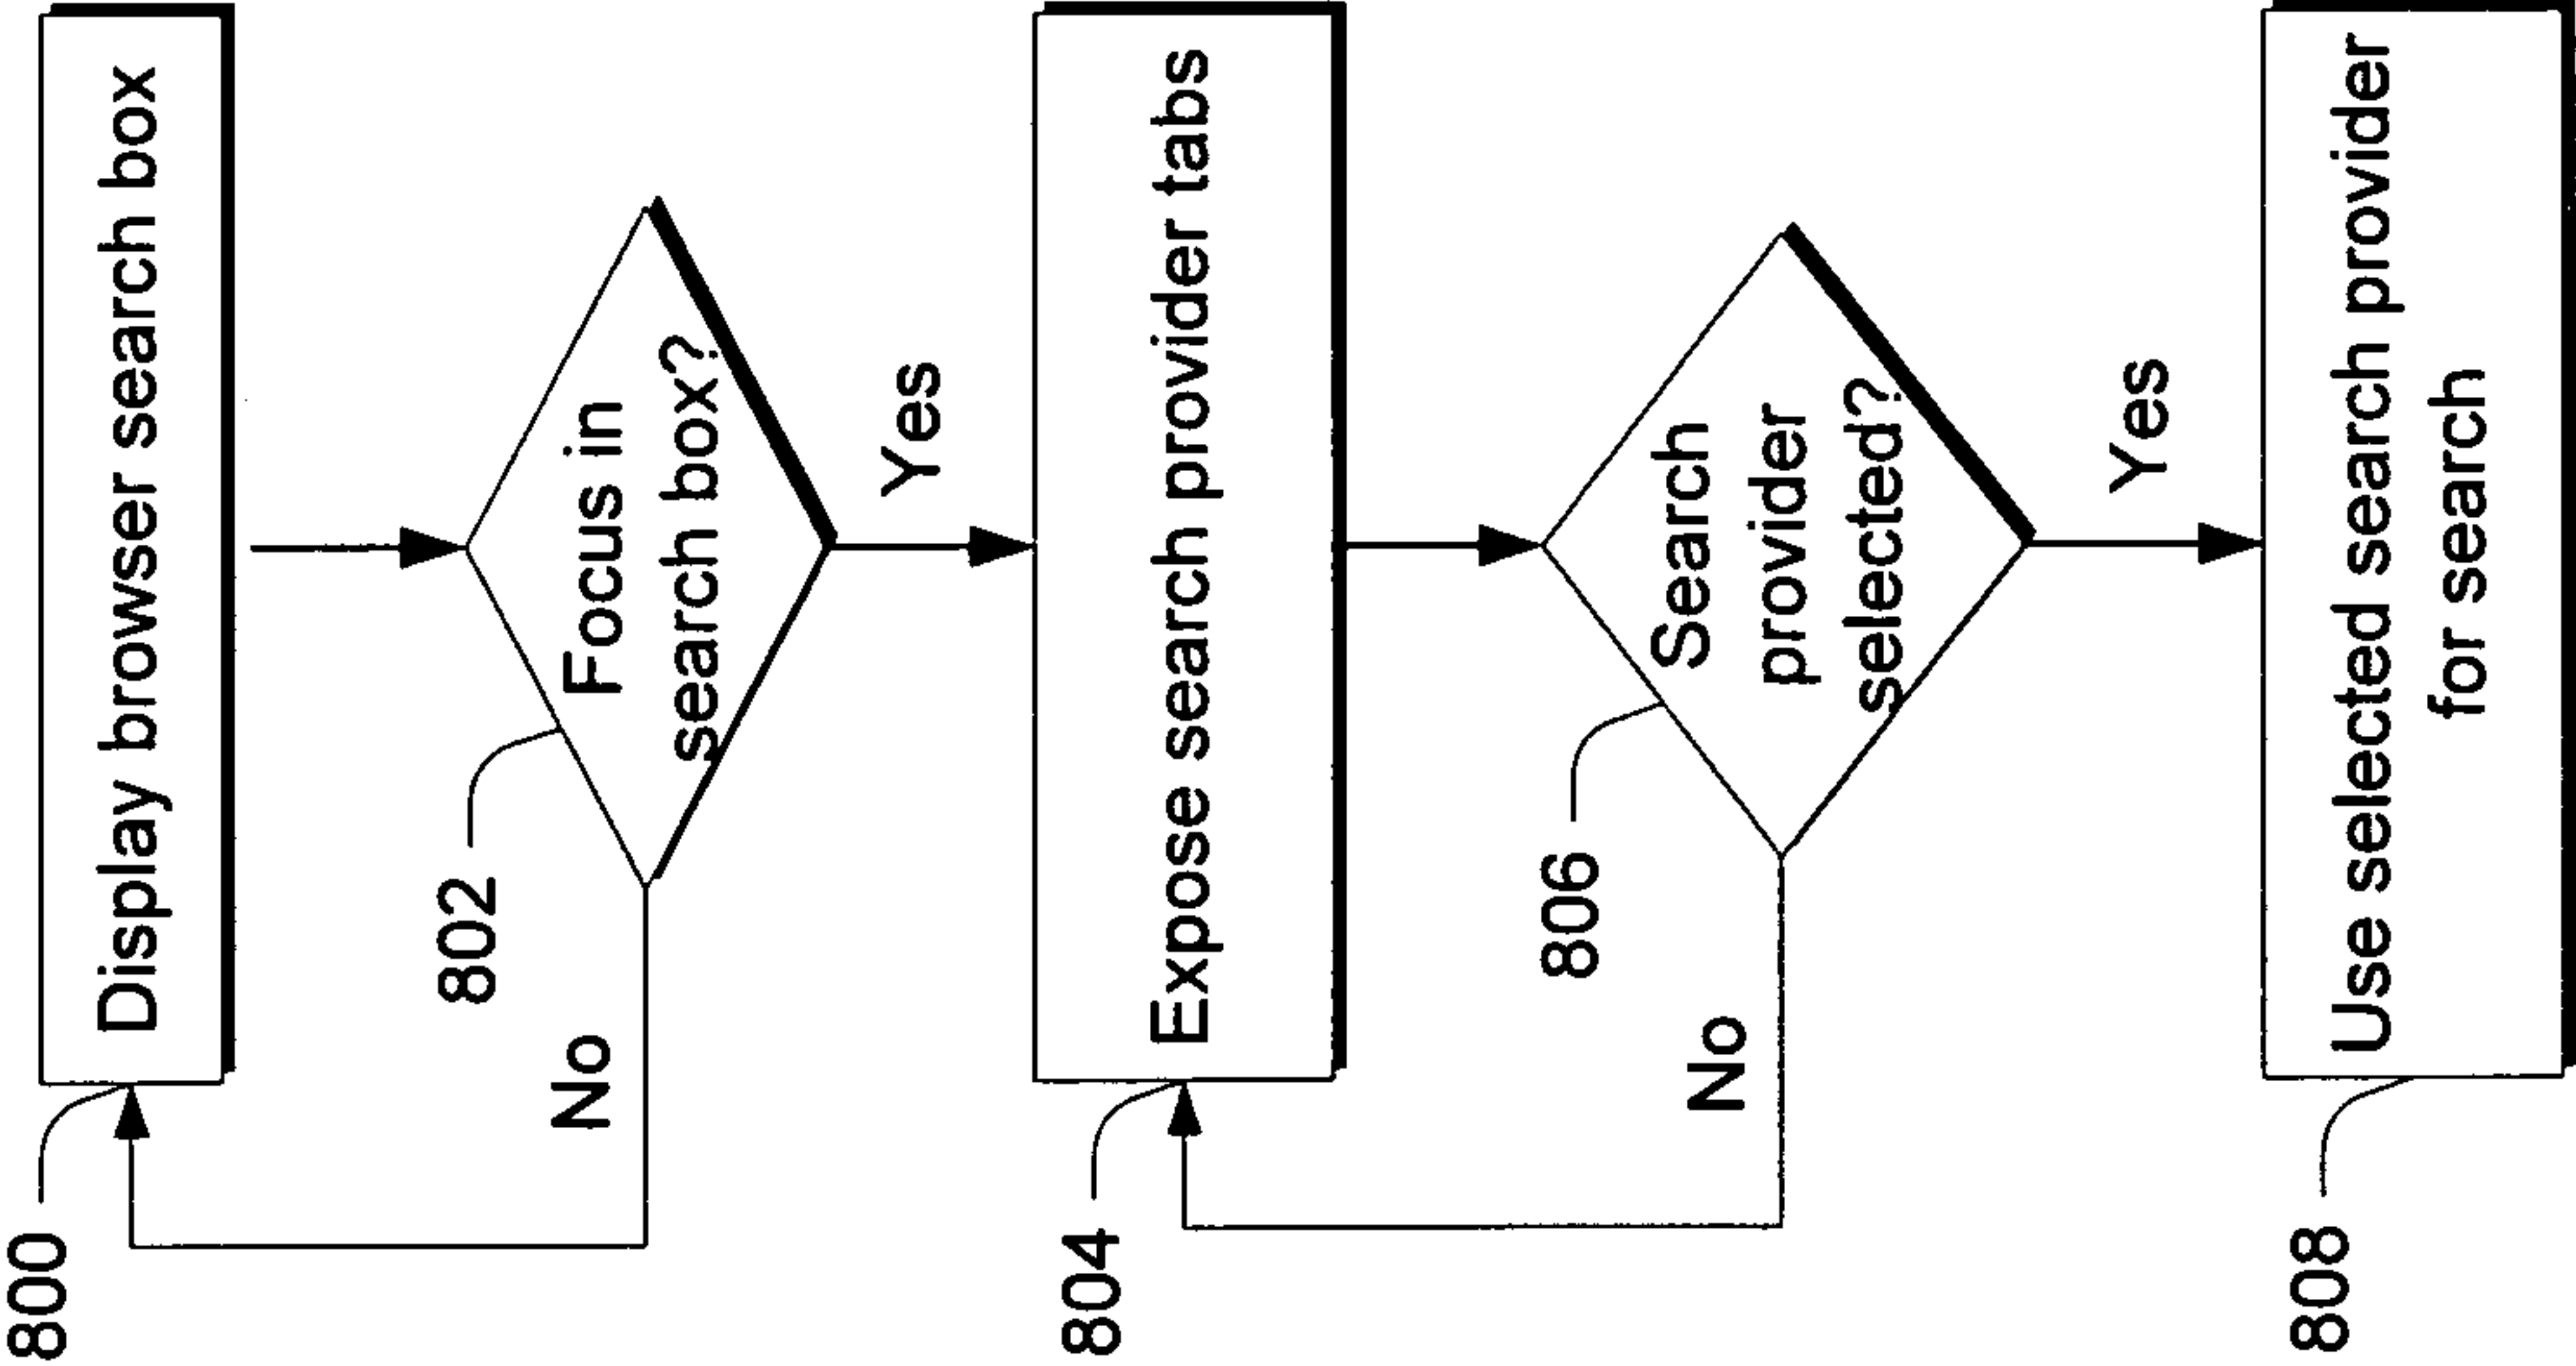 800
Display browser search box
802
Focus in
search box?
No
Yes
804
Expose search provider tabs
806
Search
provider
selected?
No
Yes
808
Use selected search provider
for search